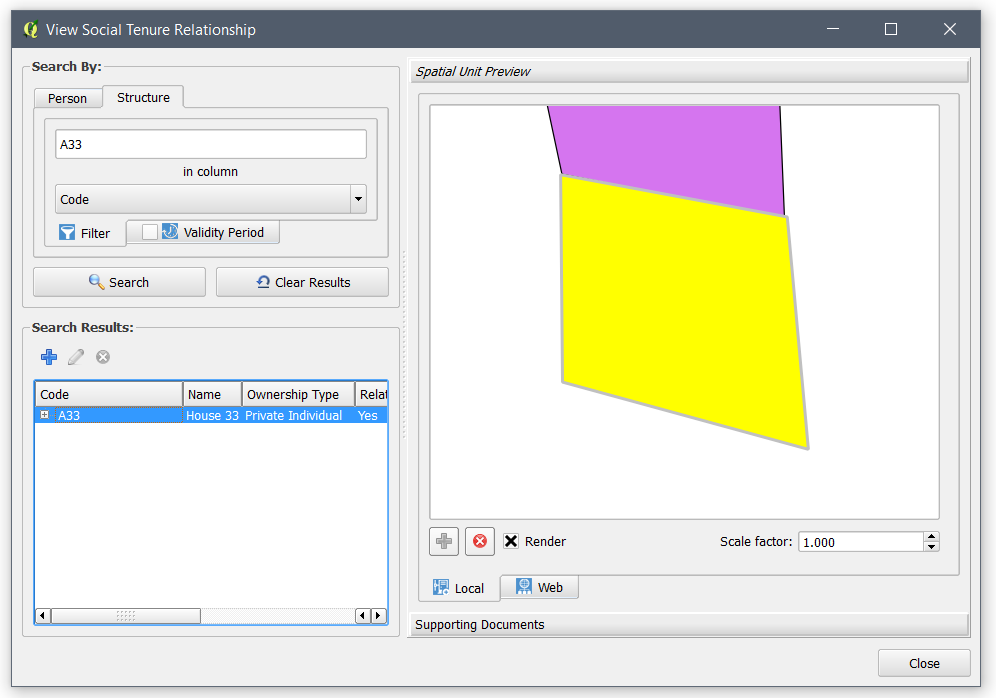 View Social Tenure Relationship
Search By:
Person
Structure
A33
in column
Code
Filter
Validity Period
Search
Clear Results
Search Results:
Code Name Ownership Type Relat
A33 House 33 Private Individual Yes
Spatial Unit Preview
Render
Scale factor: 1.000
Local
Web
Supporting Documents
Close